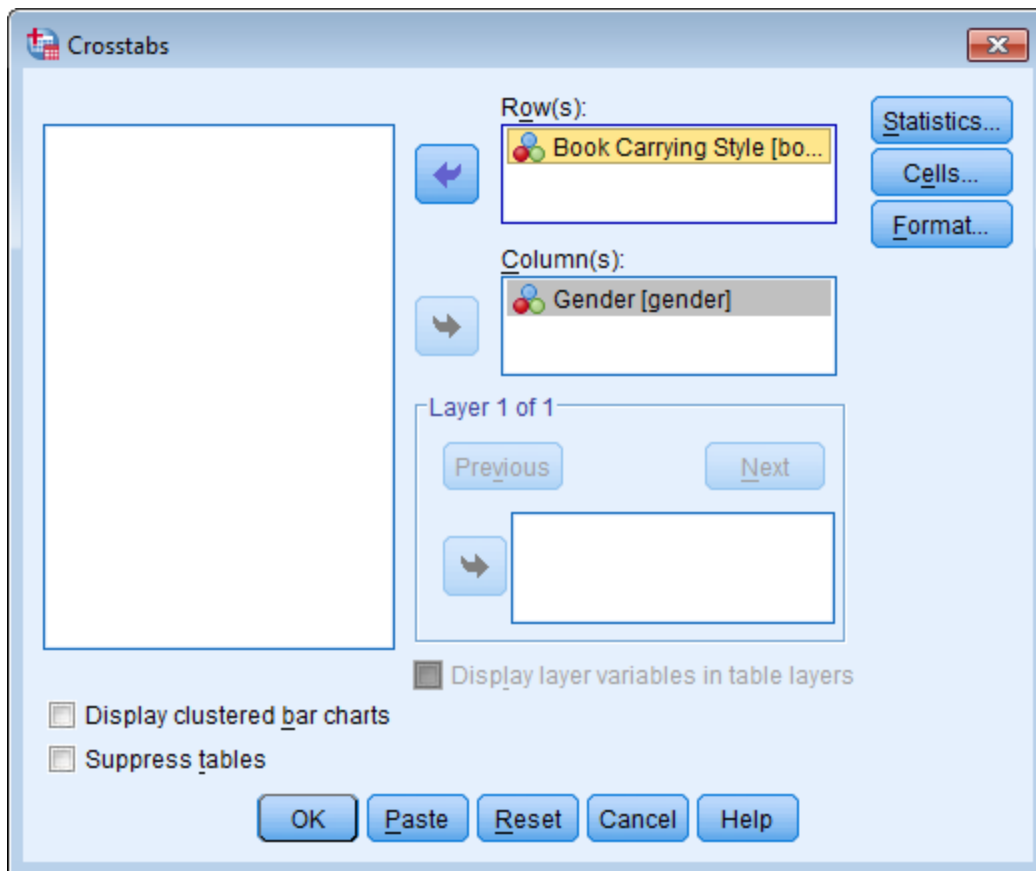 Crosstabs
Row(s):
Book Carrying Style [bo...
Statistics...
Cells...
Format...
Column(s):
Gender [gender]
Layer 1 of 1
Previous
Next
Display layer variables in table layers
Display clustered bar charts
Suppress tables
OK
Paste
Reset
Cancel
Help